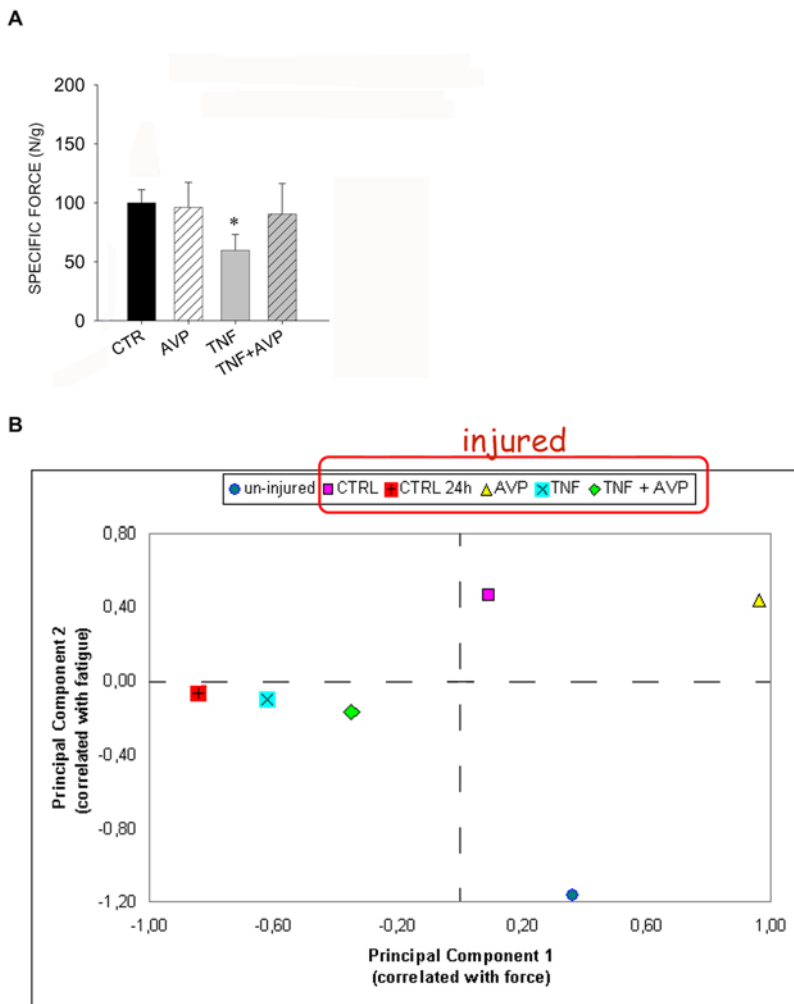 A
SPECIFIC FORCE (N/g)
200
150
100
50
0
*
CTR
AVP
TNF
TNF+AVP
B
injured
un-injured CTRL CTRL 24h AVP TNF TNF + AVP
Principal Component 2
(correlated with fatigue)
0,80
0,40
0,00
-0,40
-0,80
-1,20
-1,00 -0,60 -0,20 0,20 0,60 1,00
Principal Component 1
(correlated with force)